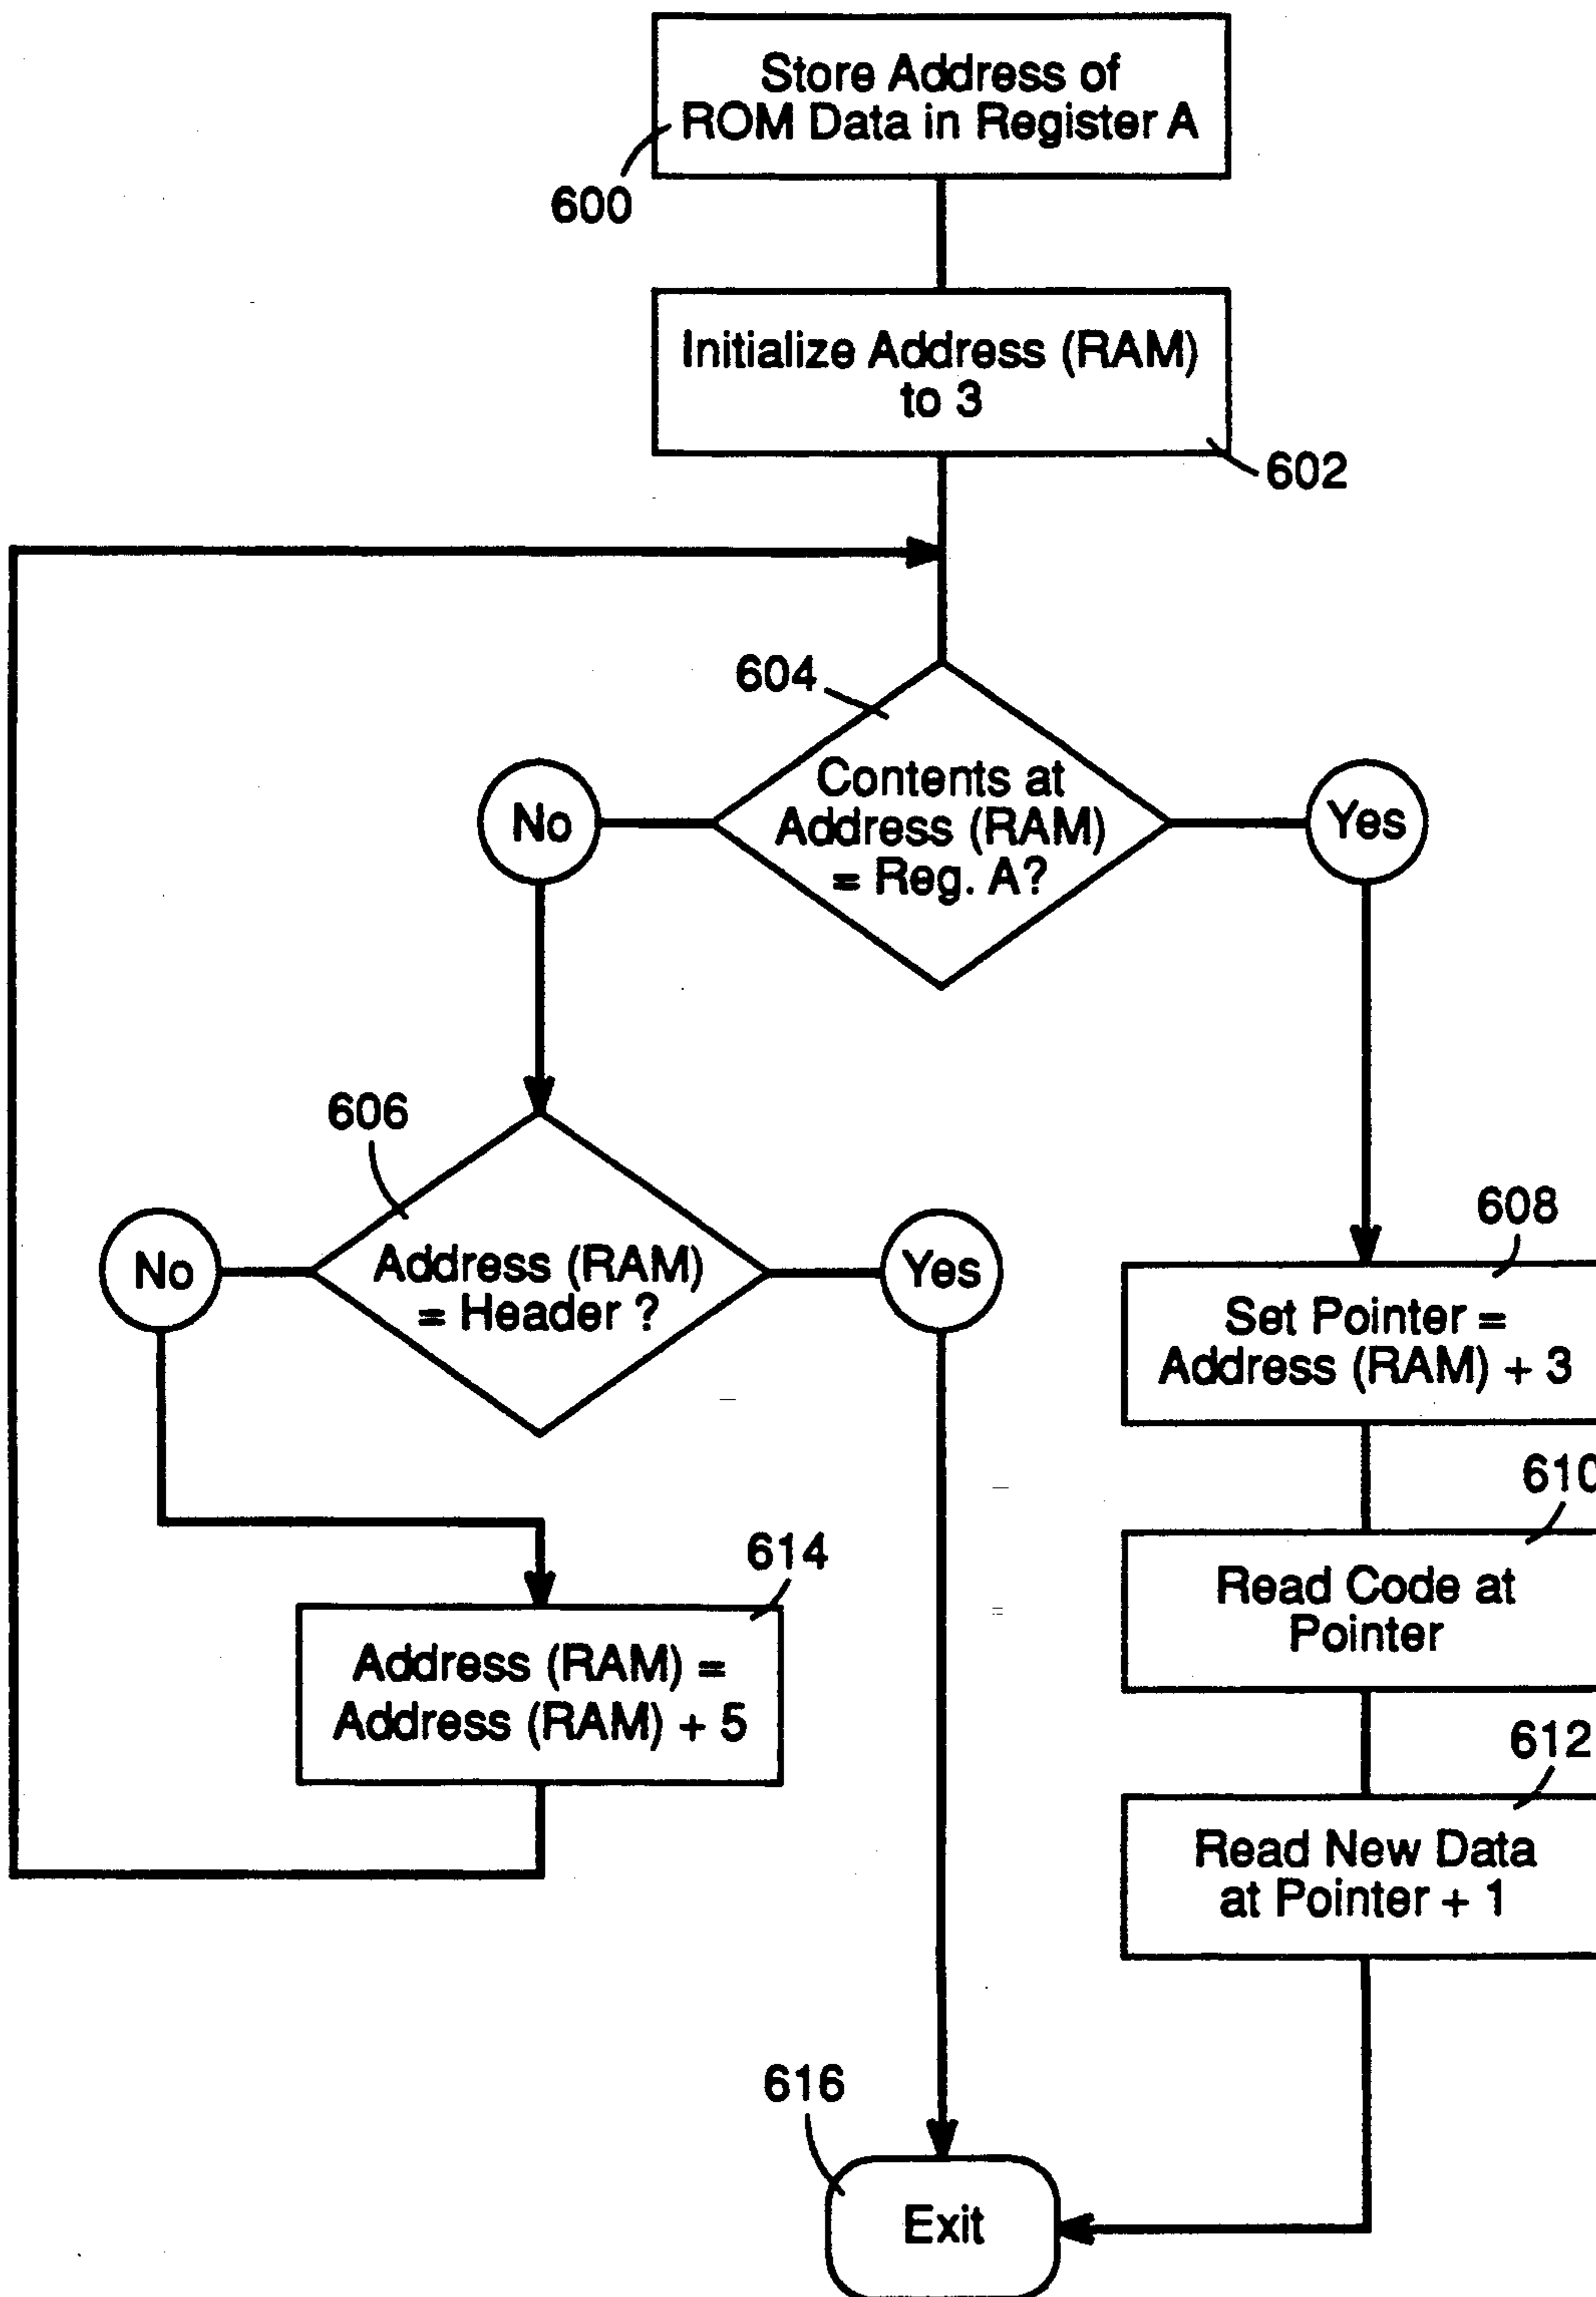 Store Address of
ROM Data in Register A
600
Initialize Address (RAM)
to 3
602
604
Contents at
Address (RAM)
= Reg. A?
No
Yes
606
Address (RAM)
= Header ?
No
Yes
608
Set Pointer =
Address (RAM) + 3
610
Read Code at
Pointer
614
Address (RAM) =
Address (RAM) + 5
612
Read New Data
at Pointer + 1
616
Exit